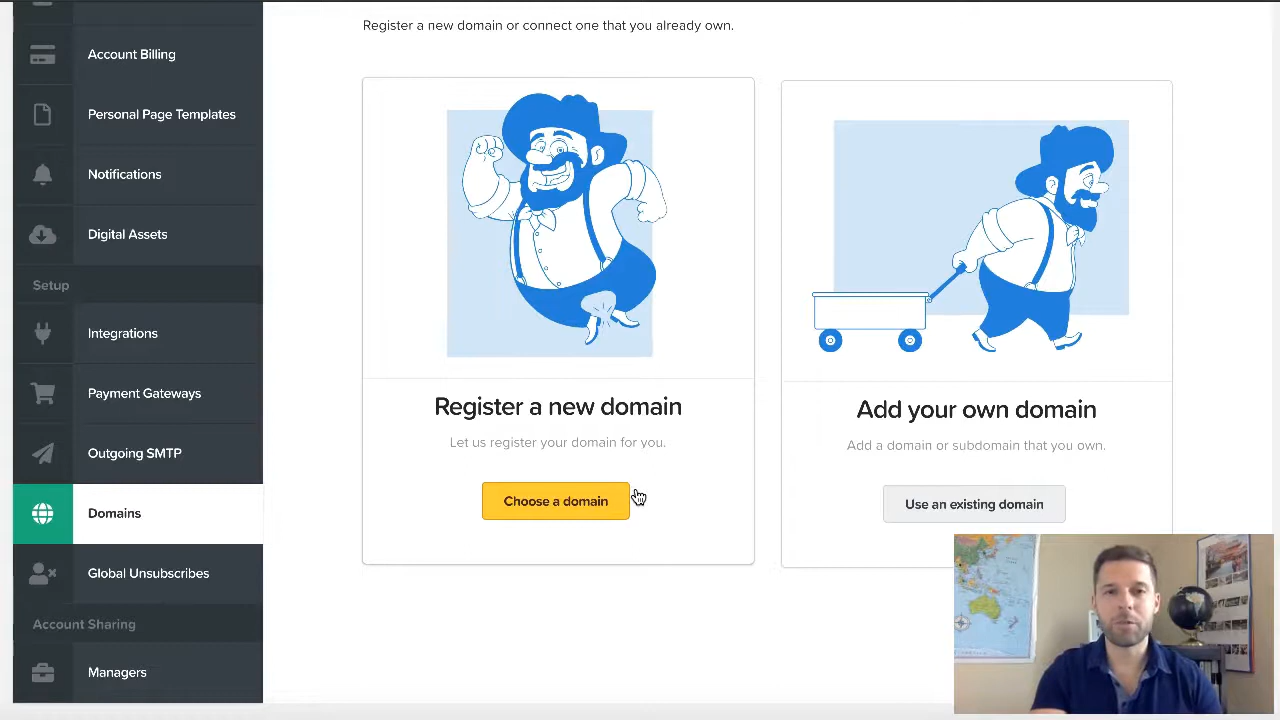 Register a new domain or connect one that you already own.
Account Billing
Personal Page Templates
Notifications
Digital Assets
Setup
Integrations
Payment Gateways
Outgoing SMTP
Domains
Global Unsubscribes
Account Sharing
Managers
Register a new domain
Let us register your domain for you.
Choose a domain
Add your own domain
Add a domain or subdomain that you own.
Use an existing domain